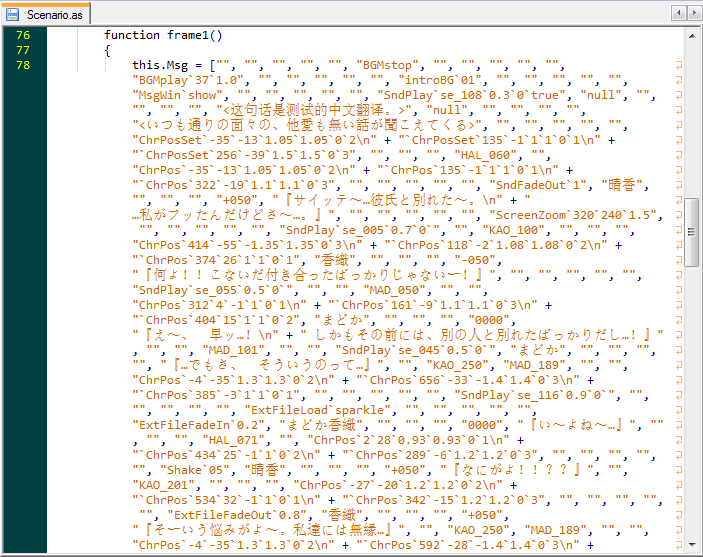 Scenario.as
76 function frame1()
77 {
78 this.Msg = ["", "", "", "", "", "BGMstop", "", "", "", "", "",
"BGMplay`37`1.0", "", "", "", "", "", "introBG`01", "", "", "", "", "",
"MsgWin`show", "", "", "", "", "", "SndPlay`se_108`0.3`0`true", "null", "",
"", "", "", "<这句话是测试的中文翻译。>", "null", "", "", "", "",
"<いつも通りの面々の、他愛も無い話が聞こえてくる>", "", "", "", "",
"ChrPosSet`-35`-13`1.05`1.05`0`2\n" + "`ChrPosSet`135`-1`1`1`0`1\n" +
"`ChrPosSet`256`-39`1.5`1.5`0`3", "", "", "", "HAL_060", "", "",
"ChrPos`-35`-13`1.05`1.05`0`2\n" + "`ChrPos`135`-1`1`1`0`1\n" +
"`ChrPos`322`-19`1.1`1.1`0`3", "", "", "", "", "", "SndFadeOut`1", "晴香",
"", "", "", "+050", "『サイッテ～…彼氏と別れた～。\n" + "
…私がフッたんだけどさ～…。』", "", "", "", "", "", "ScreenZoom`320`240`1.5",
"", "", "", "", "", "SndPlay`se_005`0.7`0`", "", "", "KAO_100", "", "",
"ChrPos`414`-55`-1.35`1.35`0`3\n" + "`ChrPos`118`-2`1.08`1.08`0`2\n" +
"`ChrPos`374`26`1`1`0`1", "香織", "", "", "", "-050",
"『何ょ！！こないだ付き合ったばっかりじゃないー！』", "", "", "", "", "",
"SndPlay`se_055`0.5`0`", "", "", "MAD_050", "", "",
"ChrPos`312`4`-1`1`0`1\n" + "`ChrPos`161`-9`1.1`1.1`0`3\n" +
"`ChrPos`404`15`1`1`0`2", "まどか", "", "", "", "0000",
"『え～、　早ッ…！\n" + " しかもその前には、別の人と別れたばっかりだし…！』"
, "", "", "MAD_101", "", "", "SndPlay`se_045`0.5`0`", "まどか", "", "", "",
"", "『…でもさ、　そういうのって…』", "", "KAO_250", "MAD_189", "", "",
"ChrPos`-4`-35`1.3`1.3`0`2\n" + "`ChrPos`656`-33`-1.4`1.4`0`3\n" +
"`ChrPos`385`-3`1`1`0`1", "", "", "", "", "", "SndPlay`se_116`0.9`0`", "",
"", "", "", "", "ExtFileLoad`sparkle", "", "", "", "", "",
"ExtFileFadeIn`0.2", "まどか香織", "", "", "", "0000", "『い～よね～…』", "",
"", "", "", "HAL_071", "", "", "ChrPos`2`28`0.93`0.93`0`1\n" +
"`ChrPos`434`25`-1`1`0`2\n" + "`ChrPos`289`-6`1.2`1.2`0`3", "", "", "", "",
"", "Shake`05", "晴香", "", "", "", "+050", "『なにがよ！！？？』", "", "",
"KAO_201", "", "", "", "", "ChrPos`-27`-20`1.2`1.2`0`2\n" +
"`ChrPos`534`32`-1`1`0`1\n" + "`ChrPos`342`-15`1.2`1.2`0`3", "", "", "", "",
"", "ExtFileFadeOut`0.8", "香織", "", "", "", "+050",
"『そーいう悩みがょ～。私達には無縁…』", "", "", "KAO_250", "MAD_189", "", "",
"ChrPos`-4`-35`1.3`1.3`0`2\n" + "`ChrPos`592`-28`-1.4`1.4`0`3\n" +